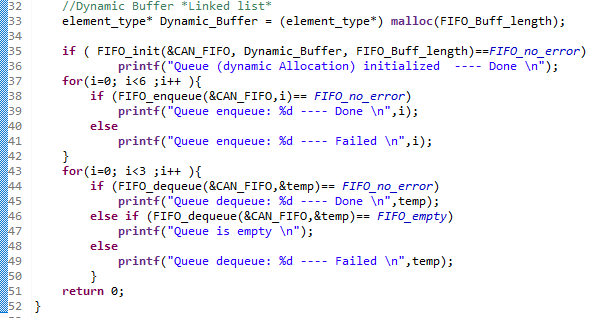 32 //Dynamic Buffer *Linked list*
33 element_type* Dynamic_Buffer = (element_type*) malloc(FIFO_Buff_length);
34
35 if ( FIFO_init(&CAN_FIFO, Dynamic_Buffer, FIFO_Buff_length)==FIFO_no_error)
36 printf("Queue (dynamic Allocation) initialized  ---- Done \n");
37 for(i=0; i<6 ;i++ ){
38 if (FIFO_enqueue(&CAN_FIFO,i)== FIFO_no_error)
39 printf("Queue enqueue: %d ---- Done \n",i);
40 else
41 printf("Queue enqueue: %d ---- Failed \n",i);
42 }
43 for(i=0; i<3 ;i++ ){
44 if (FIFO_dequeue(&CAN_FIFO,&temp)== FIFO_no_error)
45 printf("Queue dequeue: %d ---- Done \n",temp);
46 else if (FIFO_dequeue(&CAN_FIFO,&temp)== FIFO_empty)
47 printf("Queue is empty \n");
48 else
49 printf("Queue dequeue: %d ---- Failed \n",temp);
50 }
51 return 0;
52 }